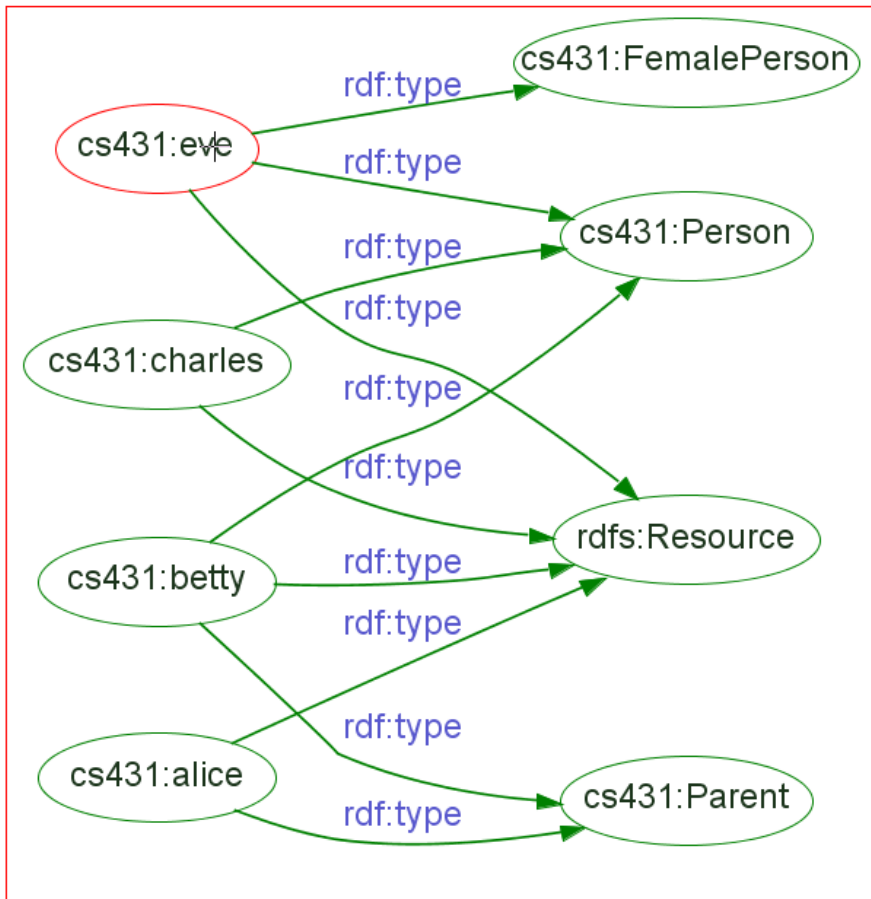 cs431:FemalePerson
rdf:type
cs431:eve
rdf:type
cs431:Person
rdf:type
rdf:type
cs431:charles
rdf:type
rdf:type
rdfs:Resource
rdf:type
cs431:betty
rdf:type
rdf:type
cs431:alice
cs431:Parent
rdf:type